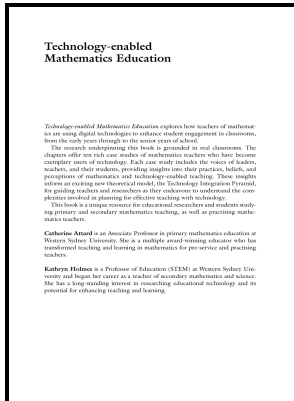 Technology-enabled
Mathematics Education
Technology-enabled Mathematics Education explores how teachers of mathemat-
ics are using digital technologies to enhance student engagement in classrooms,
from the early years through to the senior years of school.
The research underpinning this book is grounded in real classrooms. The
chapters offer ten rich case studies of mathematics teachers who have become
exemplary users of technology. Each case study includes the voices of leaders,
teachers, and their students, providing insights into their practices, beliefs, and
perceptions of mathematics and technology-enabled teaching. These insights
inform an exciting new theoretical model, the Technology Integration Pyramid,
for guiding teachers and researchers as they endeavour to understand the com-
plexities involved in planning for effective teaching with technology.
This book is a unique resource for educational researchers and students study-
ing primary and secondary mathematics teaching, as well as practising mathe-
matics teachers.
Catherine Attard is an Associate Professor in primary mathematics education at
Western Sydney University. She is a multiple award-winning educator who has
transformed teaching and learning in mathematics for pre-service and practising
teachers.
Kathryn Holmes is a Professor of Education (STEM) at Western Sydney Uni-
versity and began her career as a teacher of secondary mathematics and science.
She has a long-standing interest in researching educational technology and its
potential for enhancing teaching and learning.